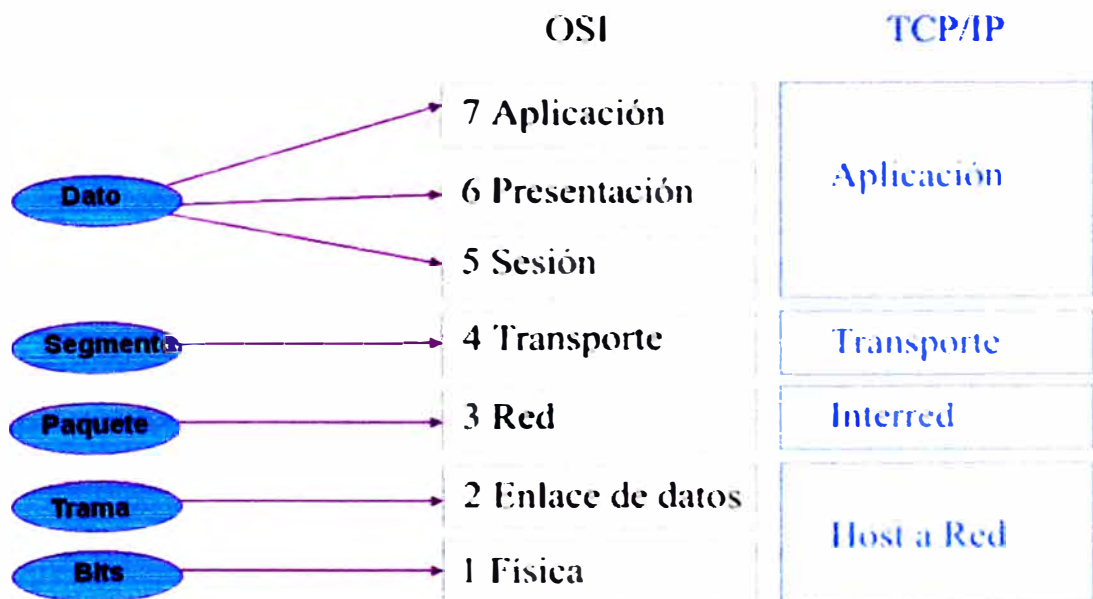 OSI TCP/IP
7 Aplicación
Dato 6 Presentación Aplicación
5 Sesión
Segmento 4 Transporte Transporte
Paquete 3 Red Interred
Trama 2 Enlace de datos
Host a Red
Bits 1 Física